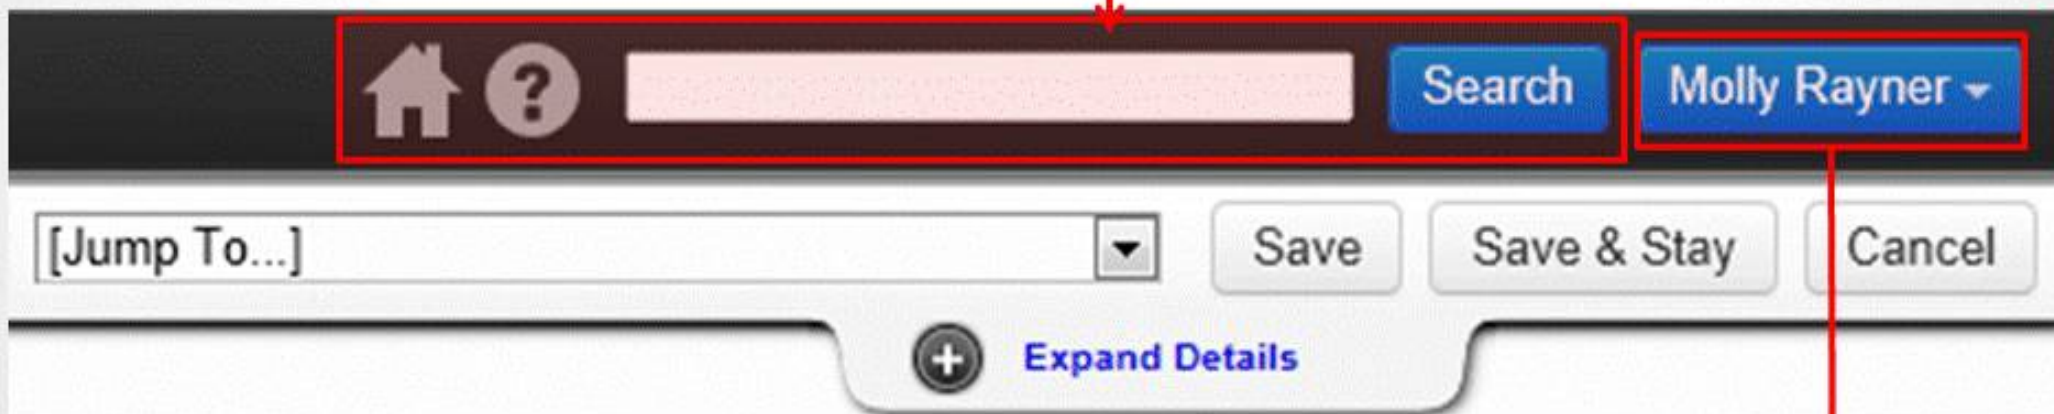 ? Search Molly Rayner
[Jump To...] Save Save & Stay Cancel
+ Expand Details